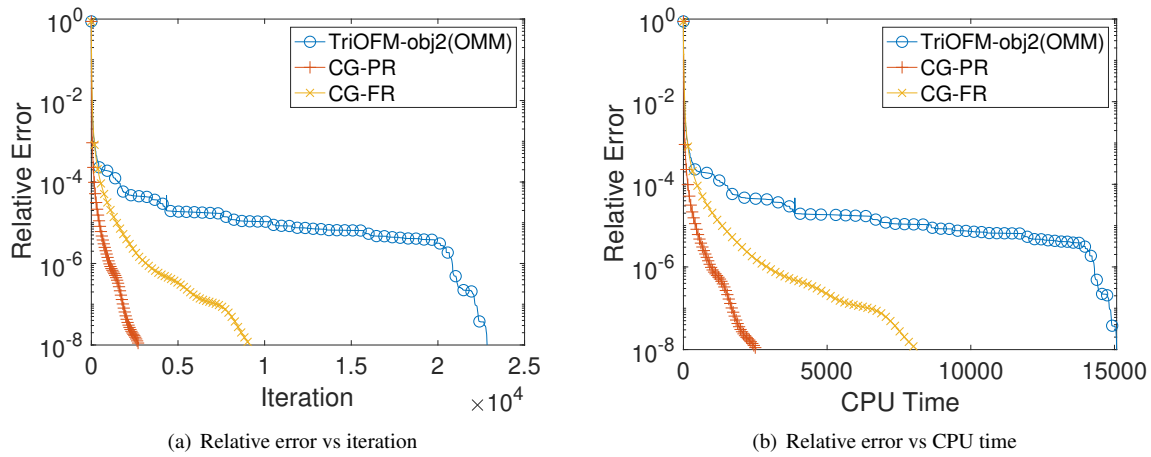 10^0
10^-2
10^-4
10^-6
10^-8
Relative Error
TriOFM-obj2(OMM)
CG-PR
CG-FR
0 0.5 1 1.5 2 2.5
Iteration
×10^4
(a) Relative error vs iteration
10^0
10^-2
10^-4
10^-6
10^-8
Relative Error
TriOFM-obj2(OMM)
CG-PR
CG-FR
0 5000 10000 15000
CPU Time
(b) Relative error vs CPU time